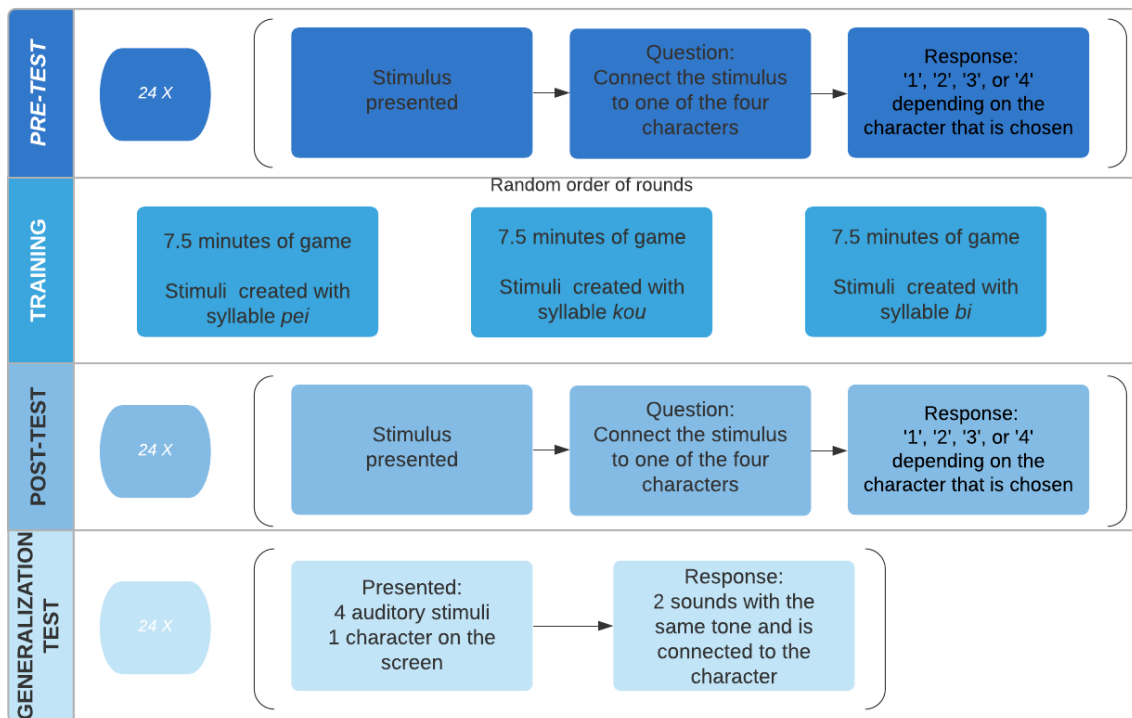 PRE-TEST
24 X
Stimulus
presented
Question:
Connect the stimulus
to one of the four
characters
Response:
'1', '2', '3', or '4'
depending on the
character that is chosen
TRAINING
Random order of rounds
7.5 minutes of game
Stimuli created with
syllable pei
7.5 minutes of game
Stimuli created with
syllable kou
7.5 minutes of game
Stimuli created with
syllable bi
POST-TEST
24 X
Stimulus
presented
Question:
Connect the stimulus
to one of the four
characters
Response:
'1', '2', '3', or '4'
depending on the
character that is chosen
GENERALIZATION
TEST
24 X
Presented:
4 auditory stimuli
1 character on the
screen
Response:
2 sounds with the
same tone and is
connected to the
character